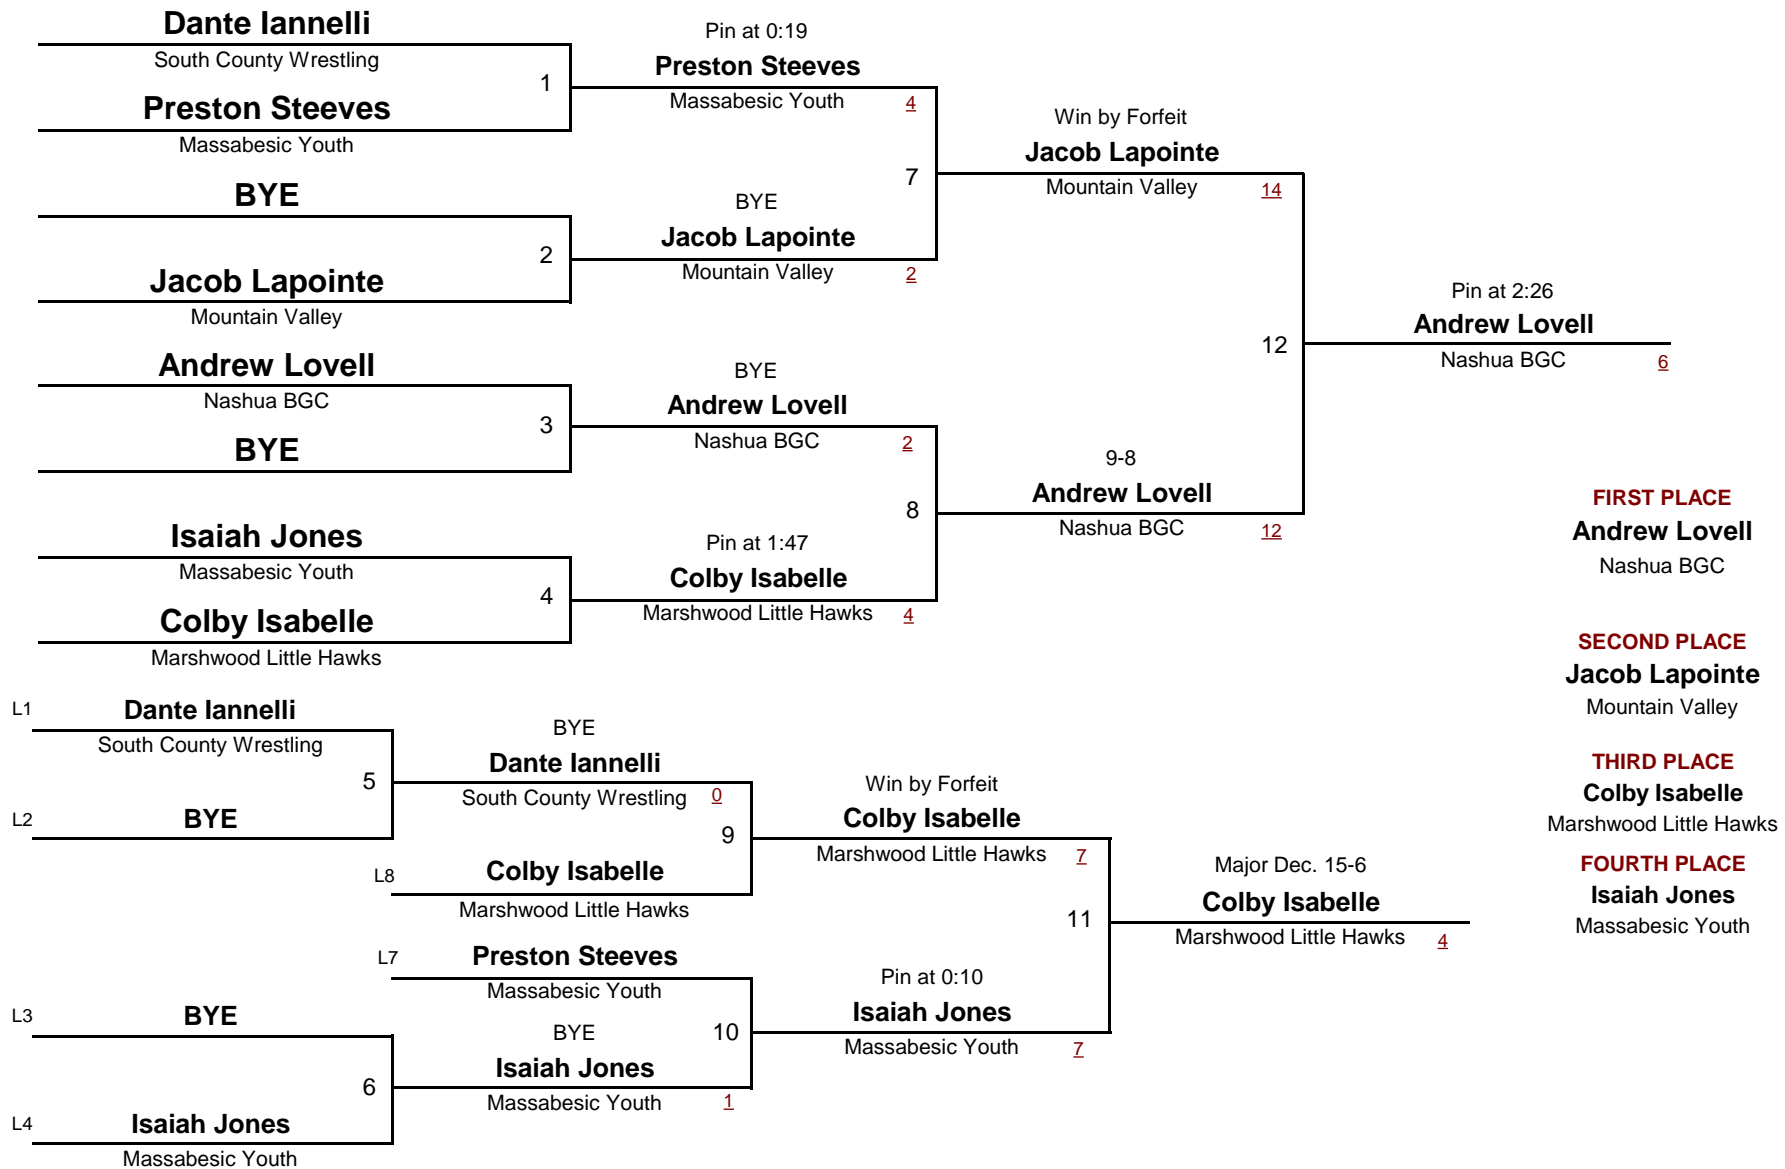 Dante Iannelli
South County Wrestling
1
Preston Steeves
Massabesic Youth
BYE
2
Jacob Lapointe
Mountain Valley
Andrew Lovell
Nashua BGC
3
BYE
Isaiah Jones
Massabesic Youth
4
Colby Isabelle
Marshwood Little Hawks
Pin at 0:19
Preston Steeves
Massabesic Youth 4
7
BYE
Jacob Lapointe
Mountain Valley 2
BYE
Andrew Lovell
Nashua BGC 2
8
Pin at 1:47
Colby Isabelle
Marshwood Little Hawks 4
Win by Forfeit
Jacob Lapointe
Mountain Valley 14
12
9-8
Andrew Lovell
Nashua BGC 12
Pin at 2:26
Andrew Lovell
Nashua BGC 6
FIRST PLACE
Andrew Lovell
Nashua BGC
SECOND PLACE
Jacob Lapointe
Mountain Valley
THIRD PLACE
Colby Isabelle
Marshwood Little Hawks
FOURTH PLACE
Isaiah Jones
Massabesic Youth
L1 Dante Iannelli
South County Wrestling
5
L2 BYE
L3 BYE
6
L4 Isaiah Jones
Massabesic Youth
BYE
Dante Iannelli
South County Wrestling 0
9
L8 Colby Isabelle
Marshwood Little Hawks
L7 Preston Steeves
Massabesic Youth
10
BYE
Isaiah Jones
Massabesic Youth 1
Win by Forfeit
Colby Isabelle
Marshwood Little Hawks 7
11
Pin at 0:10
Isaiah Jones
Massabesic Youth 7
Major Dec. 15-6
Colby Isabelle
Marshwood Little Hawks 4